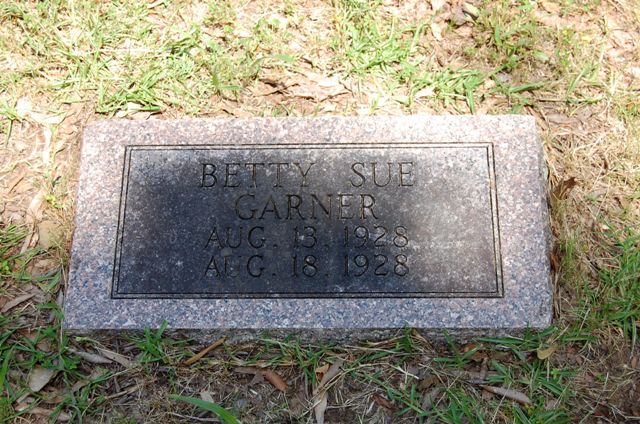 BETTY SUE
GARNER
AUG. 13, 1928
AUG. 18, 1928